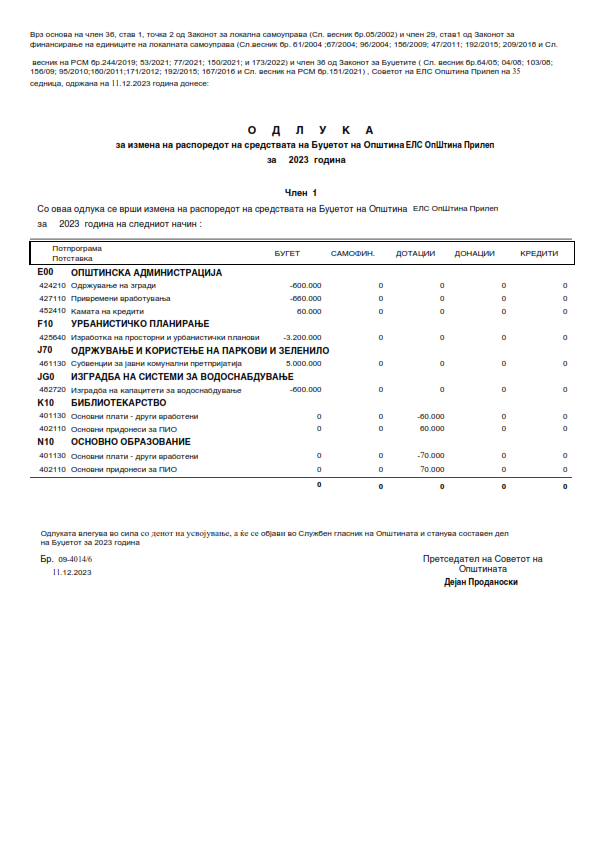 Врз основа на член 36, став 1, точка 2 од Законот за локална самоуправа (Сл. весник бр.05/2002) и член 29, став1 од Законот за
финансирање на единиците на локалната самоуправа (Сл.весник бр. 61/2004 ;67/2004; 96/2004; 156/2009; 47/2011; 192/2015; 209/2018 и Сл.
весник на РСМ бр.244/2019; 53/2021; 77/2021; 150/2021; и 173/2022) и член 36 од Законот за Буџетите ( Сл. весник бр.64/05; 04/08; 103/08;
156/09; 95/2010;180/2011;171/2012; 192/2015; 167/2016 и Сл. весник на РСМ бр.151/2021) , Советот на ЕЛС Општина Прилеп на 35
седница, одржана на 11.12.2023 година донесе:
О Д Л У К А
за измена на распоредот на средствата на Буџетот на Општина ЕЛС ОпШтина Прилеп
за 2023 година
Член 1
Со оваа одлука се врши измена на распоредот на средствата на Буџетот на Општина ЕЛС ОпШтина Прилеп
за 2023 година на следниот начин :
Потпрограма
Потставка БУГЕТ САМОФИН. ДОТАЦИИ ДОНАЦИИ КРЕДИТИ
Е00 ОПШТИНСКА АДМИНИСТРАЦИЈА
424210 Одржување на згради -600.000 0 0 0 0
427110 Привремени вработувања -660.000 0 0 0 0
452410 Камата на кредити 60.000 0 0 0 0
F10 УРБАНИСТИЧКО ПЛАНИРАЊЕ
425640 Изработка на просторни и урбанистички планови -3.200.000 0 0 0 0
J70 ОДРЖУВАЊЕ И КОРИСТЕЊЕ НА ПАРКОВИ И ЗЕЛЕНИЛО
461130 Субвенции за јавни комунални претпријатија 5.000.000 0 0 0 0
JG0 ИЗГРАДБА НА СИСТЕМИ ЗА ВОДОСНАБДУВАЊЕ
482720 Изградба на капацитети за водоснабдување -600.000 0 0 0 0
К10 БИБЛИОТЕКАРСТВО
401130 Основни плати - други вработени 0 0 -60.000 0 0
402110 Основни придонеси за ПИО 0 0 60.000 0 0
N10 ОСНОВНО ОБРАЗОВАНИЕ
401130 Основни плати - други вработени 0 0 -70.000 0 0
402110 Основни придонеси за ПИО 0 0 70.000 0 0
0 0 0 0 0
Одлуката влегува во сила со денот на усвојување, а ќе се објави во Службен гласник на Општината и станува составен дел
на Буџетот за 2023 година
Бр. 09-4014/6
11.12.2023
Претседател на Советот на
Општината
Дејан Проданоски